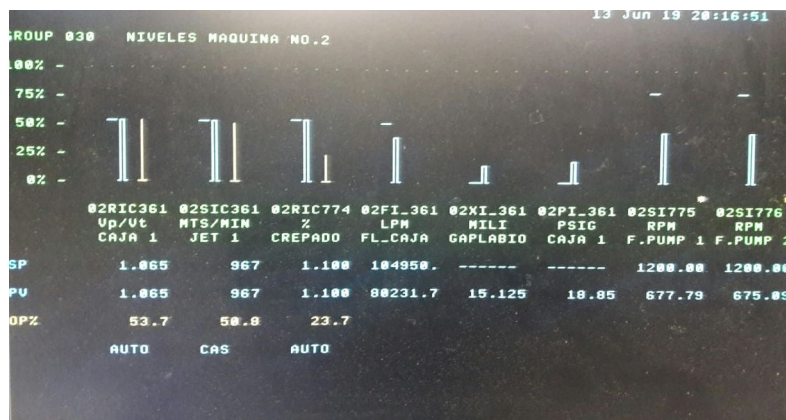 13 Jun 19 20:16:51
GROUP 030 NIVELES MAQUINA NO.2
100% -
75% -
50% -
25% -
0% -
02RIC361 02SIC361 02RIC774 02FI_361 02XI_361 02PI_361 02SI775 02SI776
Vp/Vt MTS/MIN % LPM MILI PSIG RPM RPM
CAJA 1 JET 1 CREPADO FL_CAJA GAPLABIO CAJA 1 F.PUMP 1 F.PUMP 2
SP 1.065 967 1.100 104950. ------ ------ 1200.00 1200.00
PV 1.065 967 1.100 80231.7 15.125 18.85 677.79 675.09
OP% 53.7 50.8 23.7
AUTO CAS AUTO